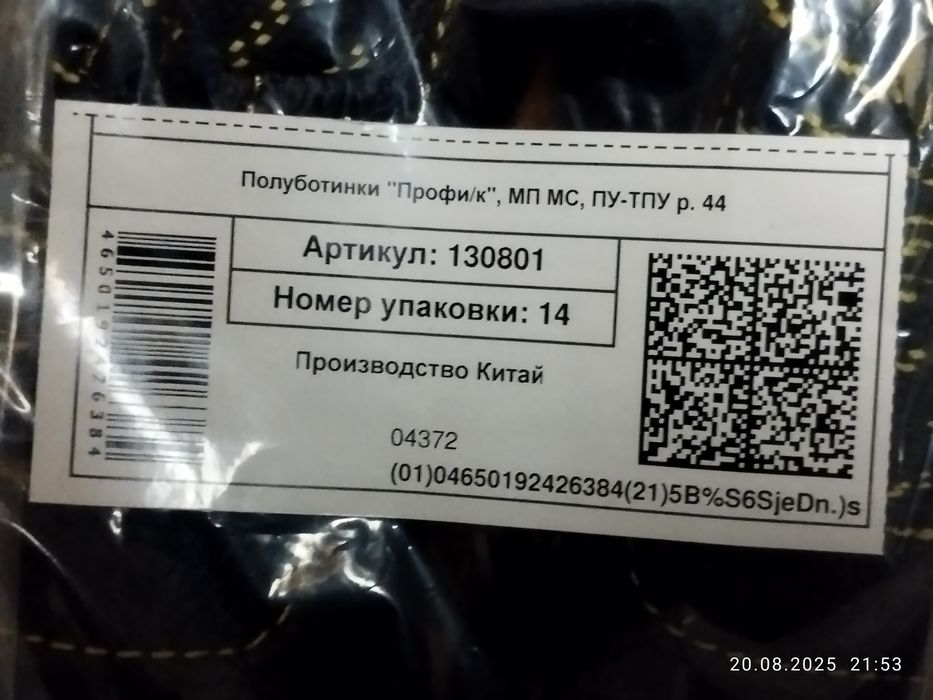 Полуботинки "Профи/к", МП МС, ПУ-ТПУ р. 44
Артикул: 130801
Номер упаковки: 14
Производство Китай
04372
(01)04650192426384(21)5B%S6SjeDn.)s
4650192426384
20.08.2025 21:53